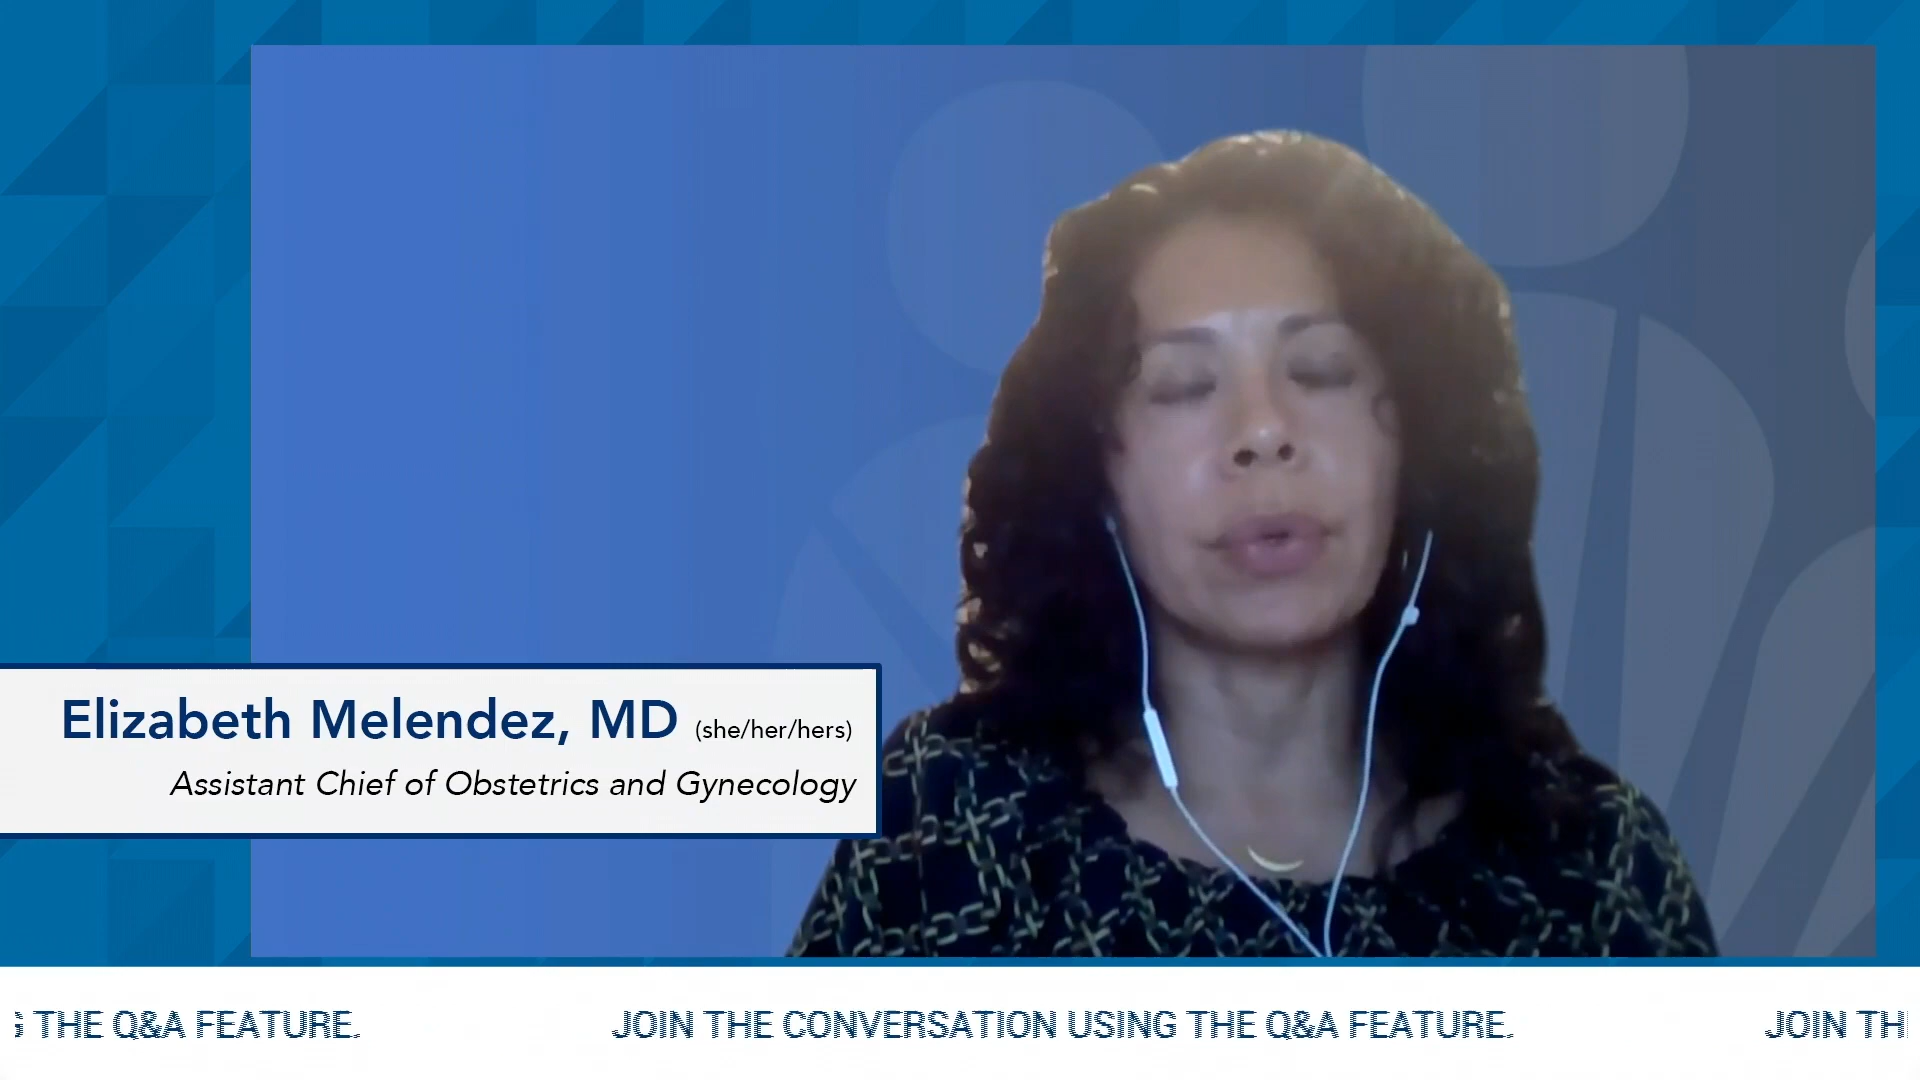 Elizabeth Melendez, MD (she/her/hers)
Assistant Chief of Obstetrics and Gynecology
THE Q&A FEATURE. JOIN THE CONVERSATION USING THE Q&A FEATURE. JOIN